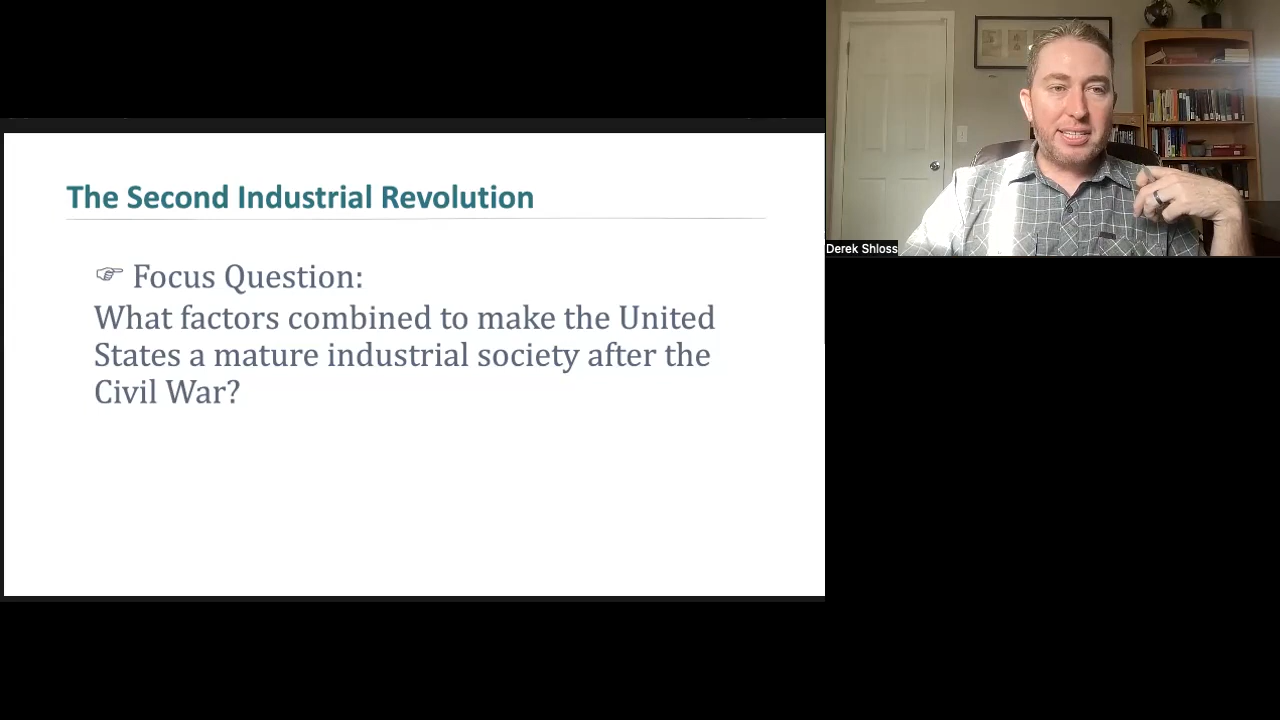 The Second Industrial Revolution
☞ Focus Question:
What factors combined to make the United
States a mature industrial society after the
Civil War?
Derek Shloss